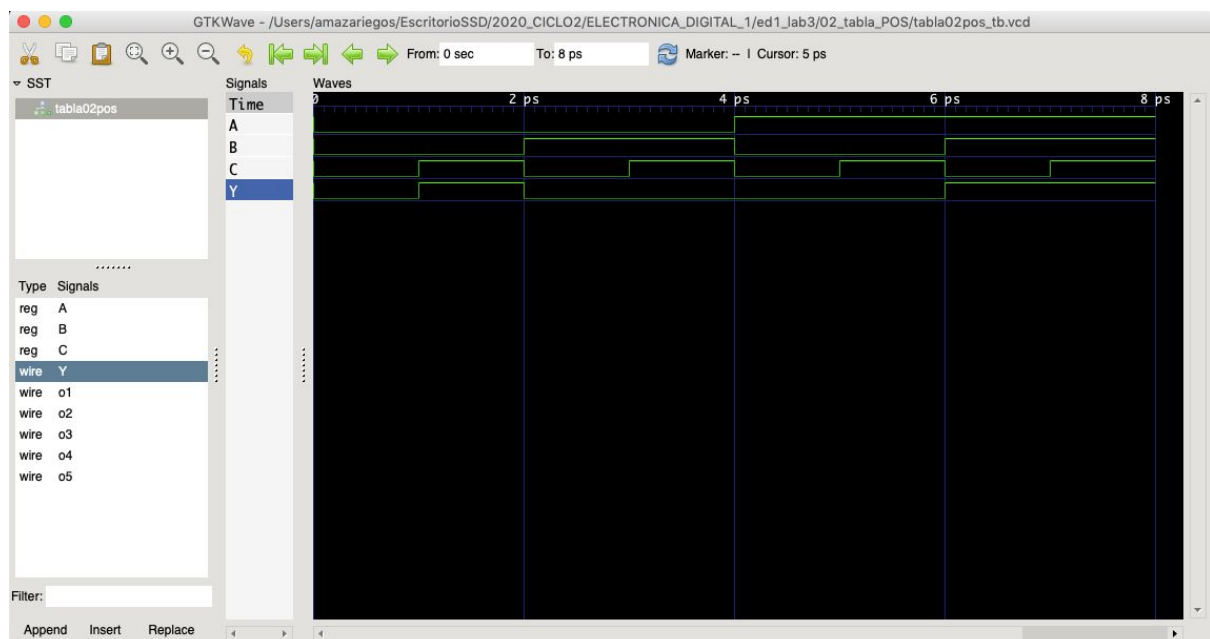 GTKWave - /Users/amazariegos/EscritorioSSD/2020_CICLO2/ELECTRONICA_DIGITAL_1/ed1_lab3/02_tabla_POS/tabla02pos_tb.vcd
From: 0 sec To: 8 ps Marker: -- | Cursor: 5 ps
SST
tabla02pos
Type Signals
reg A
reg B
reg C
wire Y
wire o1
wire o2
wire o3
wire o4
wire o5
Filter:
Append Insert Replace
Signals
Time
A
B
C
Y
Waves
0 2 ps 4 ps 6 ps 8 ps